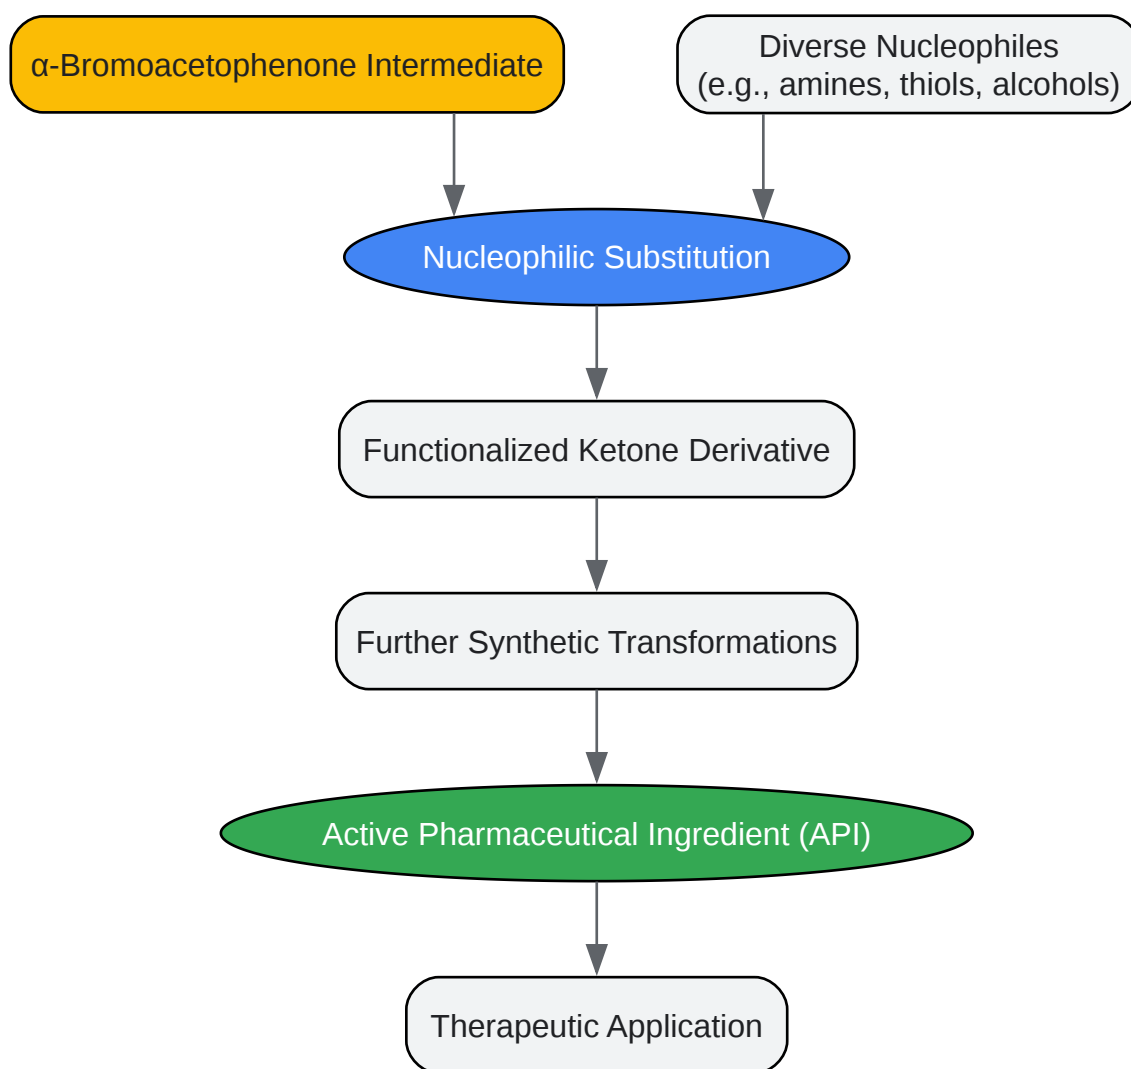 α-Bromoacetophenone Intermediate
Diverse Nucleophiles
(e.g., amines, thiols, alcohols)
Nucleophilic Substitution
Functionalized Ketone Derivative
Further Synthetic Transformations
Active Pharmaceutical Ingredient (API)
Therapeutic Application